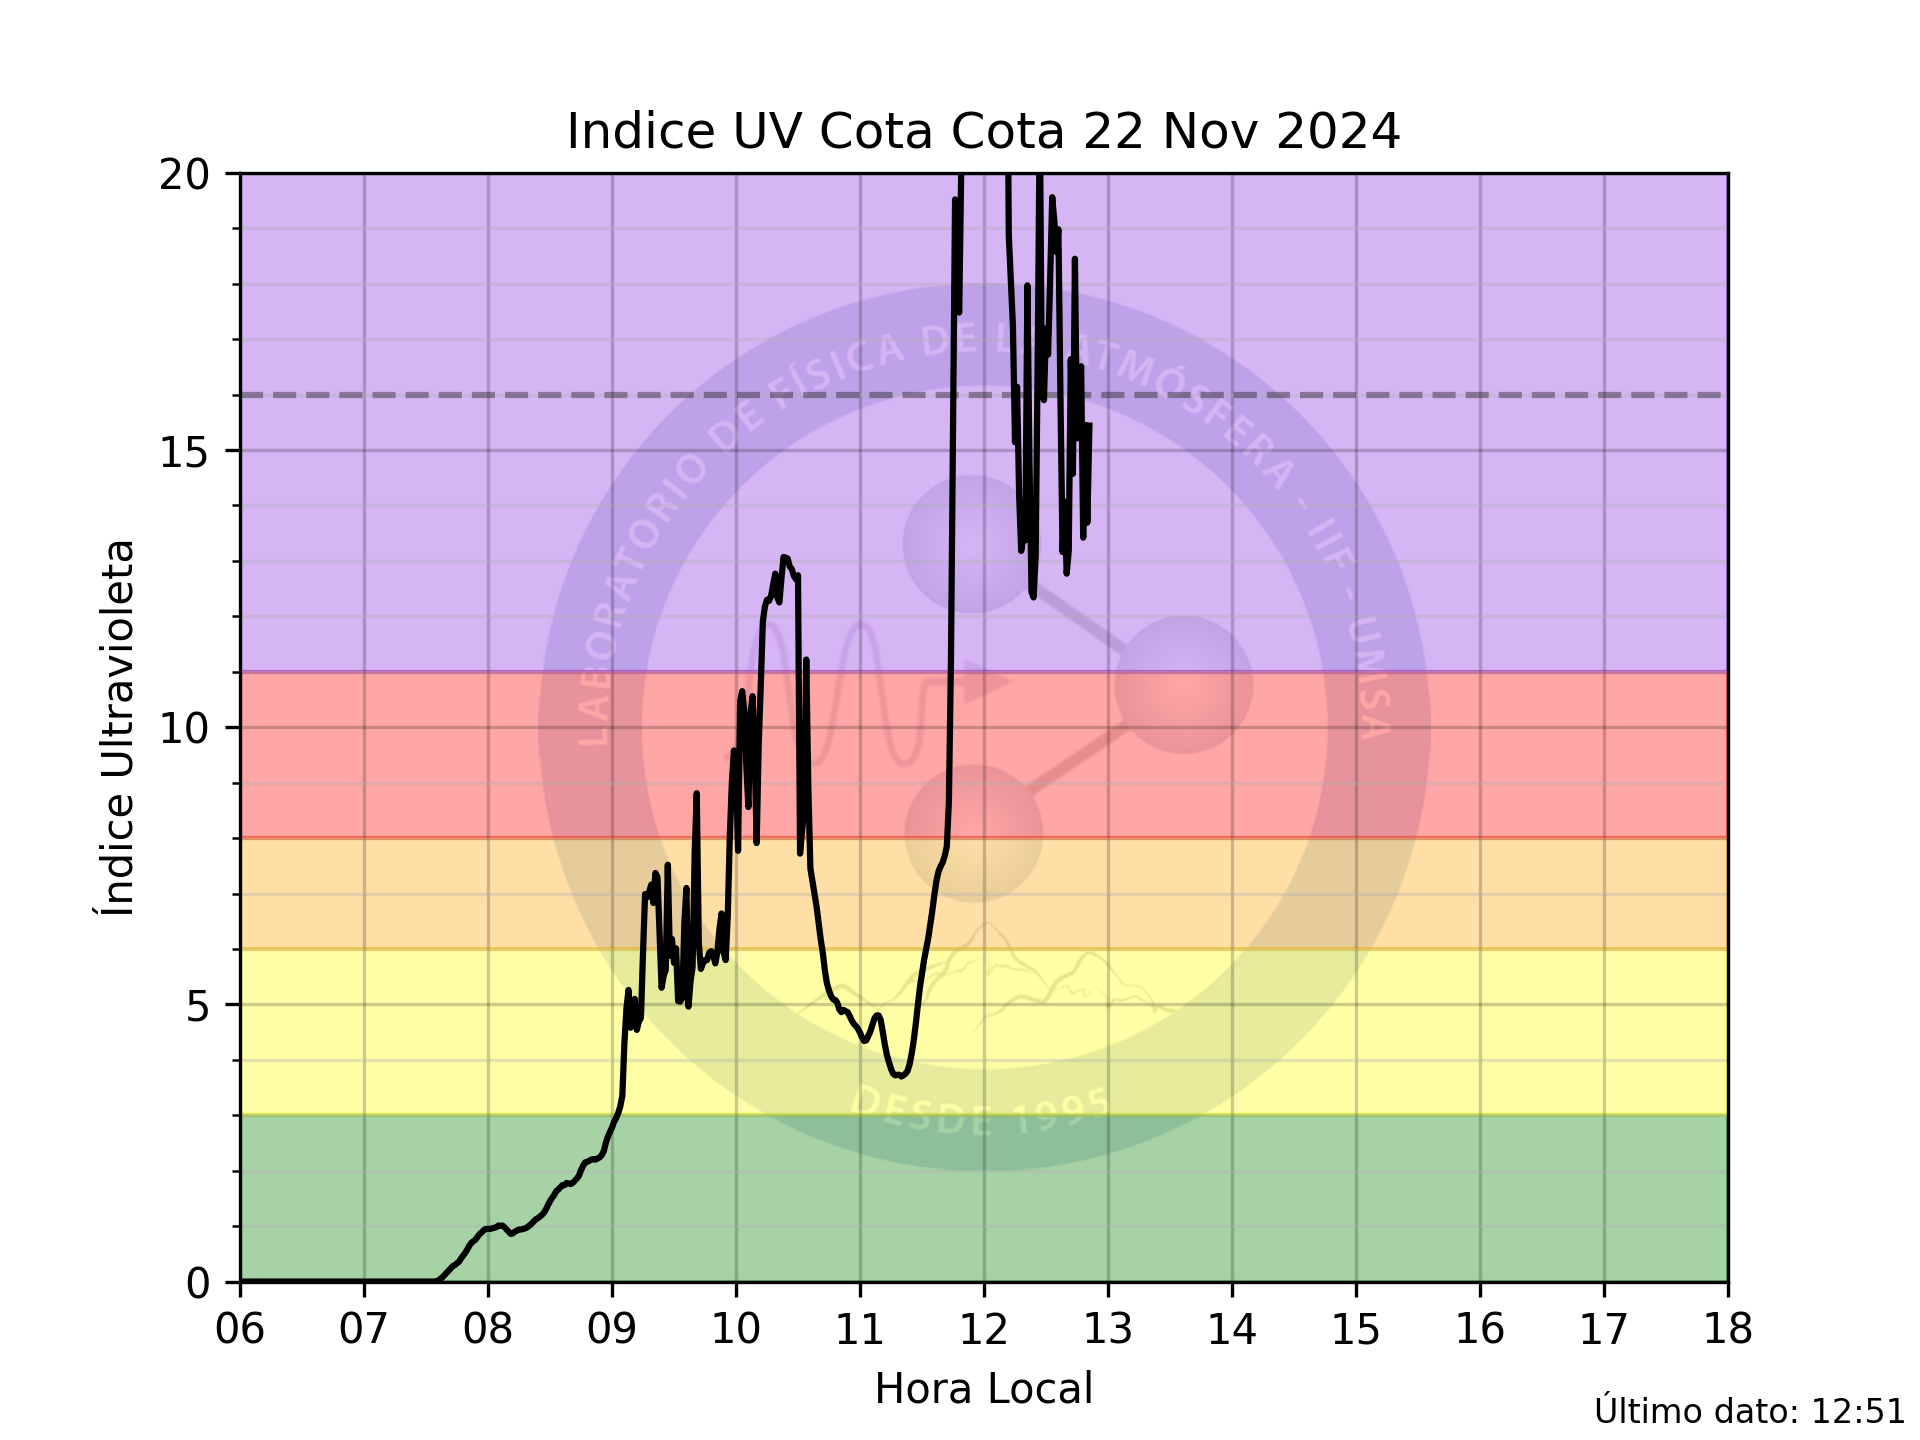 Indice UV Cota Cota 22 Nov 2024
20
15
10
5
0
Índice Ultravioleta
LABORATORIO DE FÍSICA DE LA ATMÓSFERA - IIF - UMSA
DESDE 1995
06 07 08 09 10 11 12 13 14 15 16 17 18
Hora Local
Último dato: 12:51